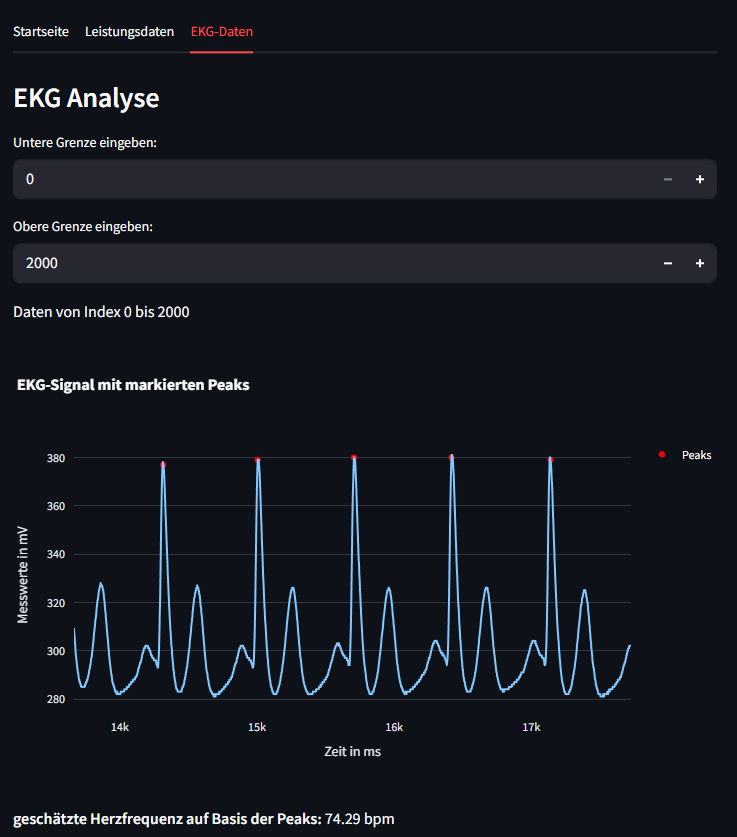 Startseite Leistungsdaten EKG-Daten
EKG Analyse
Untere Grenze eingeben:
0 − +
Obere Grenze eingeben:
2000 − +
Daten von Index 0 bis 2000
EKG-Signal mit markierten Peaks
Peaks
380
360
340
320
300
280
Messwerte in mV
14k 15k 16k 17k
Zeit in ms
geschätzte Herzfrequenz auf Basis der Peaks: 74.29 bpm